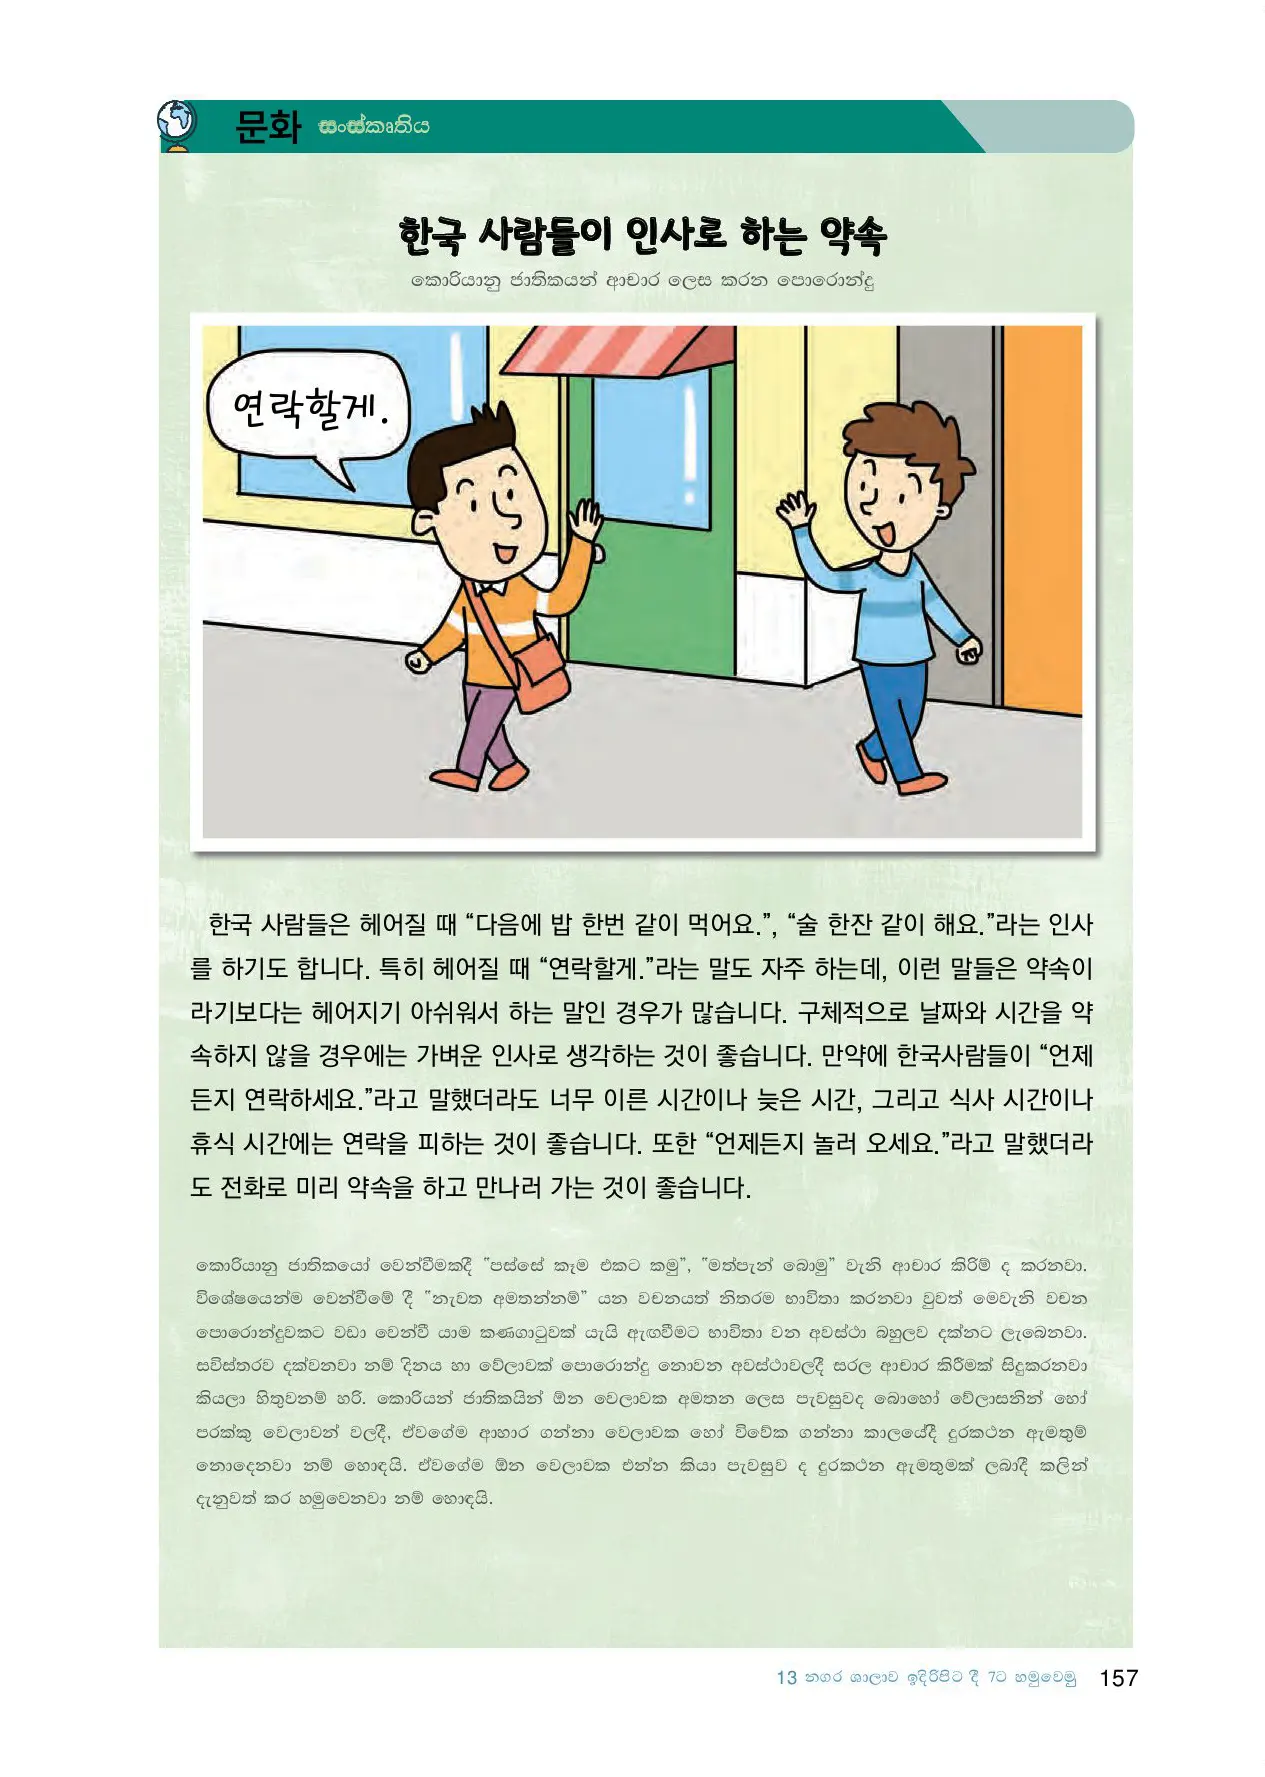 문화 සංස්කෘතිය
한국 사람들이 인사로 하는 약속
කොරියානු ජාතිකයන් ආචාර ලෙස කරන පොරොන්දු
연락할게.
한국 사람들은 헤어질 때 “다음에 밥 한번 같이 먹어요.”, “술 한잔 같이 해요.”라는 인사
를 하기도 합니다. 특히 헤어질 때 “연락할게.”라는 말도 자주 하는데, 이런 말들은 약속이
라기보다는 헤어지기 아쉬워서 하는 말인 경우가 많습니다. 구체적으로 날짜와 시간을 약
속하지 않을 경우에는 가벼운 인사로 생각하는 것이 좋습니다. 만약에 한국사람들이 “언제
든지 연락하세요.”라고 말했더라도 너무 이른 시간이나 늦은 시간, 그리고 식사 시간이나
휴식 시간에는 연락을 피하는 것이 좋습니다. 또한 “언제든지 놀러 오세요.”라고 말했더라
도 전화로 미리 약속을 하고 만나러 가는 것이 좋습니다.
කොරියානු ජාතිකයෝ වෙන්වීමකදී “පස්සේ කෑම එකට කමු”, “මත්පැන් බොමු” වැනි ආචාර කිරිම් ද කරනවා.
විශේෂයෙන්ම වෙන්වීමේ දී “නැවත අමතන්නම්” යන වචනයත් නිතරම භාවිතා කරනවා වුවත් මෙවැනි වචන
පොරොන්දුවකට වඩා වෙන්වී යාම කණගාටුවක් යැයි ඇඟවීමට භාවිතා වන අවස්ථා බහුලව දක්නට ලැබෙනවා.
සවිස්තරව දක්වනවා නම් දිනය හා වේලාවක් පොරොන්දු නොවන අවස්ථාවලදී සරල ආචාර කිරීමක් සිදුකරනවා
කියලා හිතුවනම් හරි. කොරියන් ජාතිකයින් ඕන වෙලාවක අමතන ලෙස පැවසුවද බොහෝ වේලාසනින් හෝ
පරක්කු වෙලාවන් වලදී, ඒවගේම ආහාර ගන්නා වෙලාවක හෝ විවේක ගන්නා කාලයේදී දුරකථන ඇමතුම්
නොදෙනවා නම් හොඳයි. ඒවගේම ඕන වෙලාවක එන්න කියා පැවසුව ද දුරකථන ඇමතුමක් ලබාදී කලින්
දැනුවත් කර හමුවෙනවා නම් හොඳයි.
13 නගර ශාලාව ඉදිරිපිට දී 7ට හමුවෙමු 157